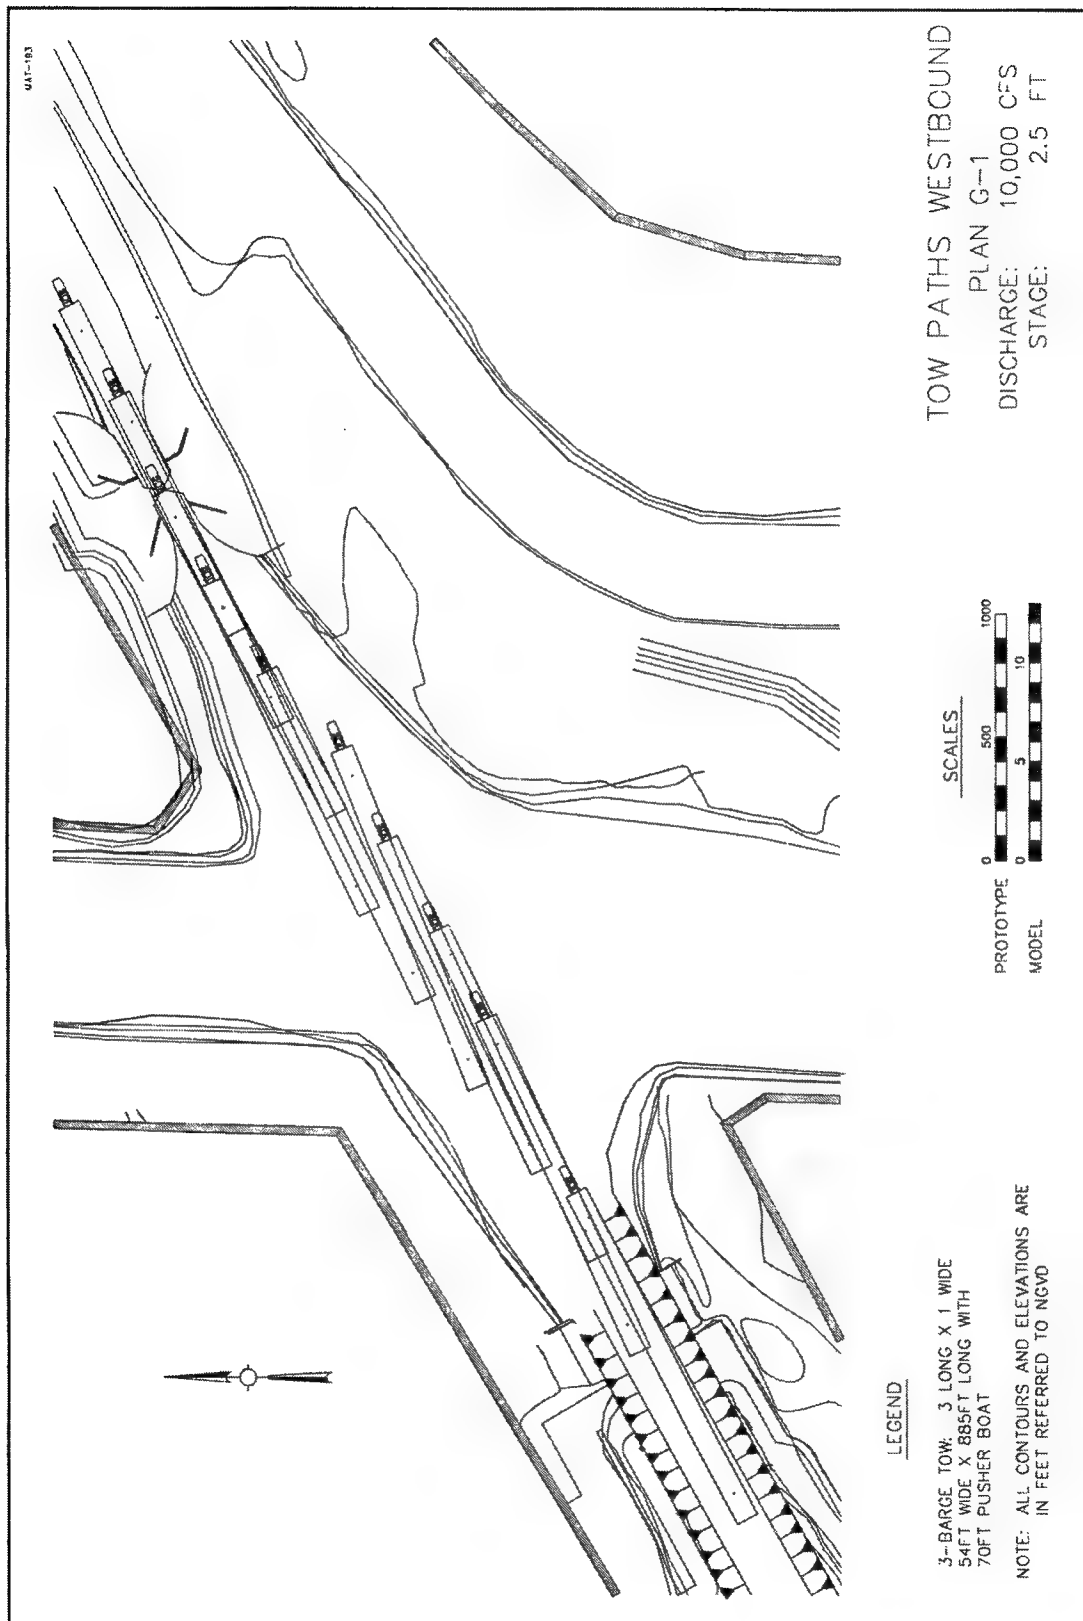 MAT-193
LEGEND
3-BARGE TOW: 3 LONG X 1 WIDE
54FT WIDE X 885FT LONG WITH
70FT PUSHER BOAT
NOTE: ALL CONTOURS AND ELEVATIONS ARE
IN FEET REFERRED TO NGVD
SCALES
PROTOTYPE 0 500 1000
MODEL 0 5 10
TOW PATHS WESTBOUND
PLAN G-1
DISCHARGE: 10,000 CFS
STAGE: 2.5 FT